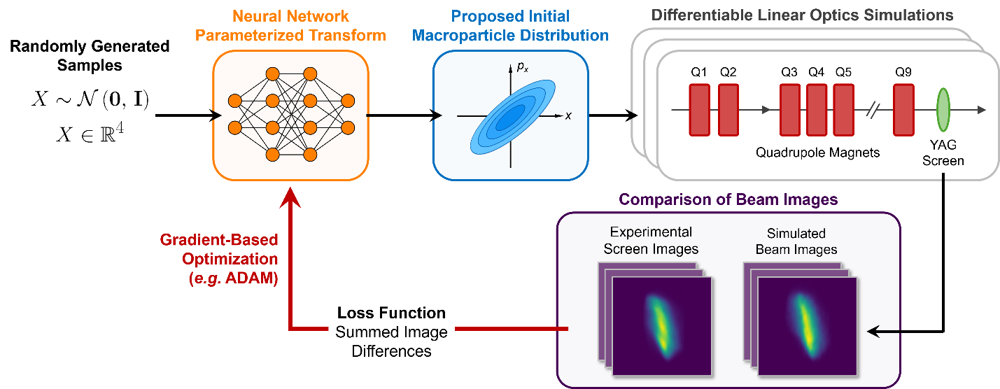 Randomly Generated
Samples
X ∼ 𝒩 (0, I)
X ∈ ℝ⁴
Neural Network
Parameterized Transform
Proposed Initial
Macroparticle Distribution
pₓ
x
Differentiable Linear Optics Simulations
Q1 Q2 Q3 Q4 Q5 Q9
Quadrupole Magnets
YAG
Screen
Comparison of Beam Images
Experimental
Screen Images
Simulated
Beam Images
Loss Function
Summed Image
Differences
Gradient-Based
Optimization
(e.g. ADAM)